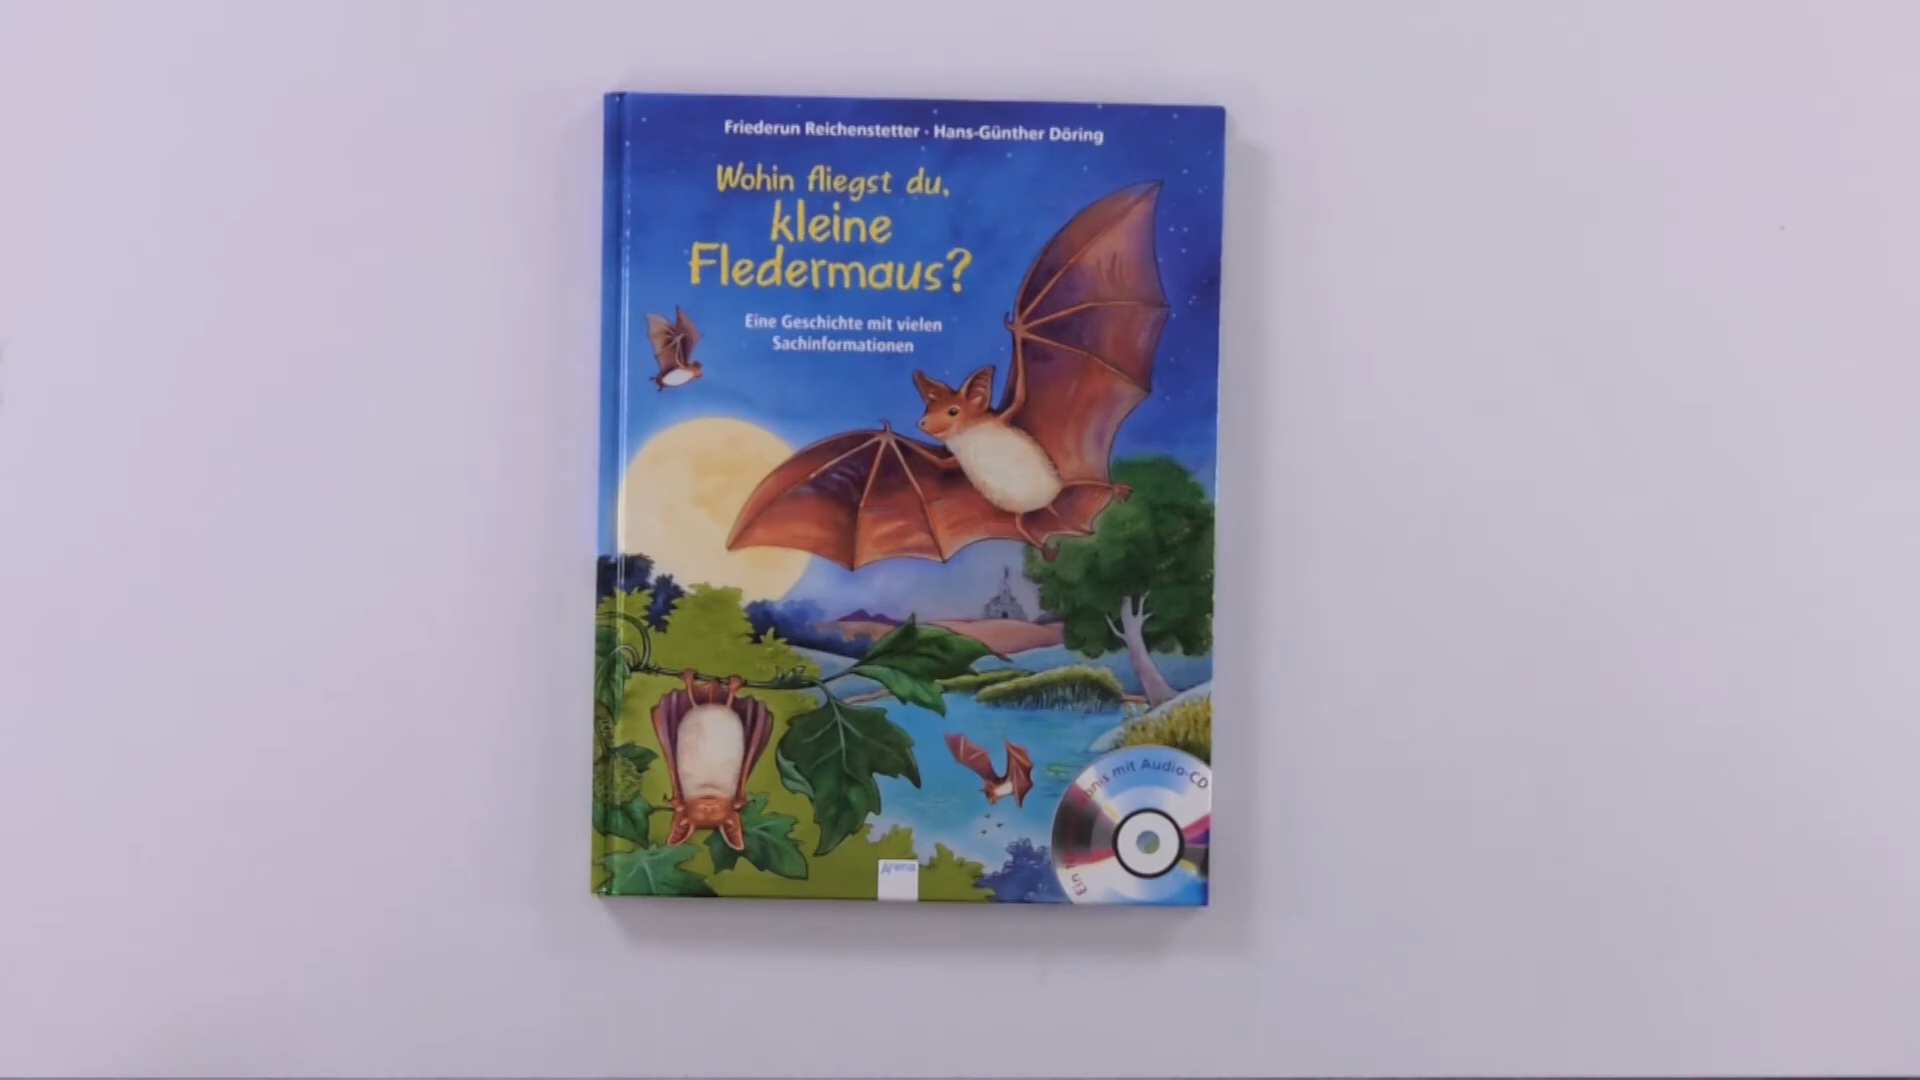 Friederun Reichenstetter · Hans-Günther Döring
Wohin fliegst du,
kleine
Fledermaus?
Eine Geschichte mit vielen
Sachinformationen
Ein
mit Audio-CD
Arena